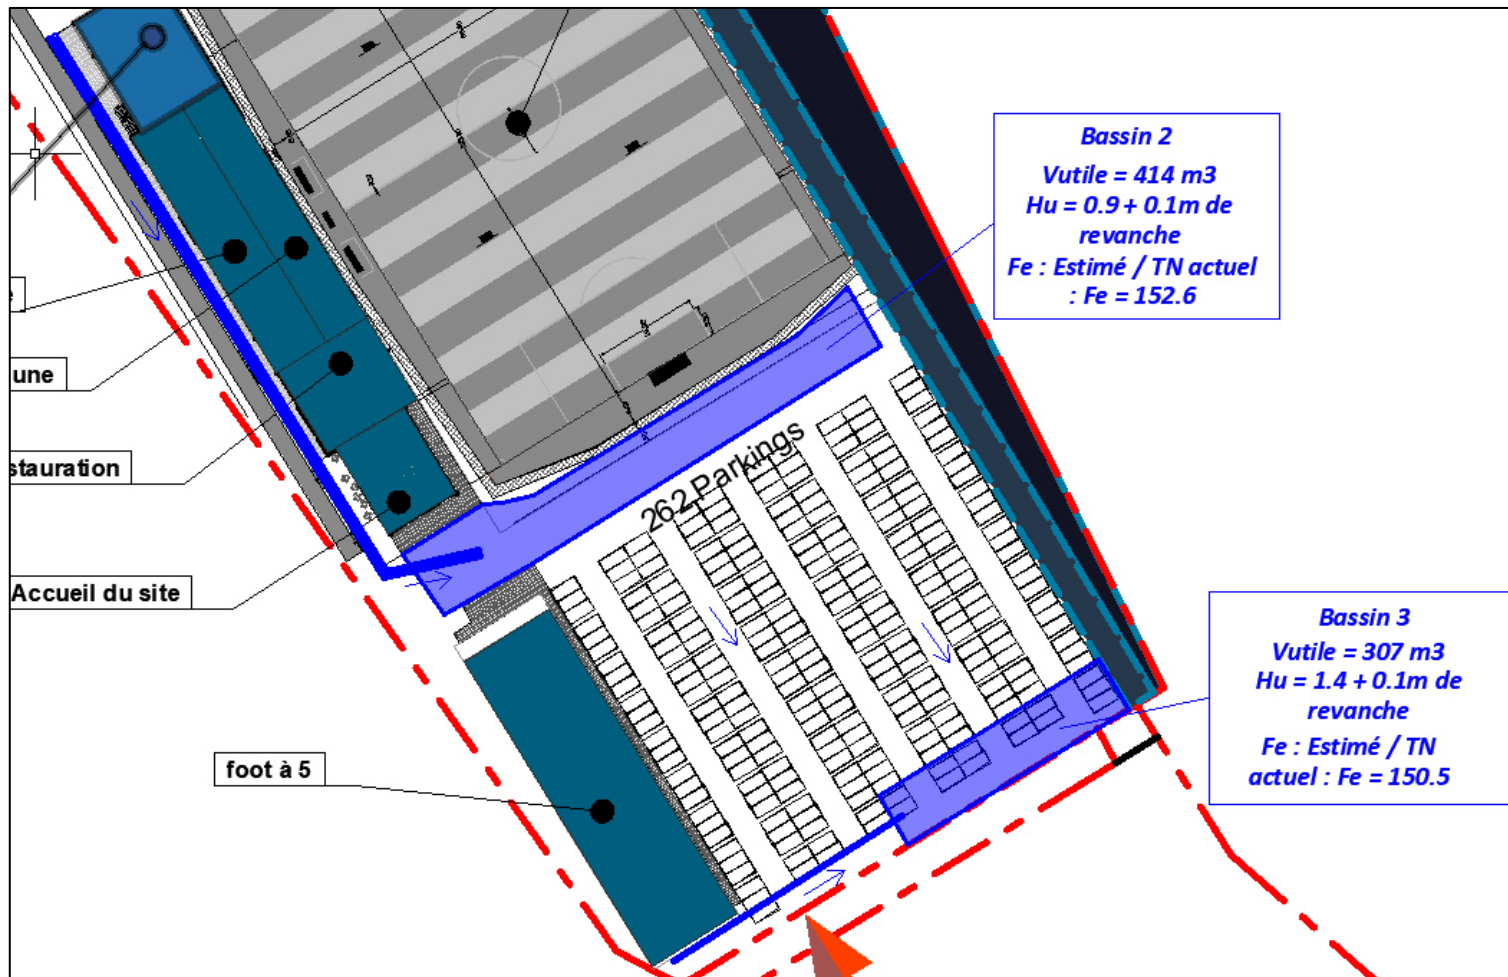 Bassin 2
Vutile = 414 m3
Hu = 0.9 + 0.1m de
revanche
Fe : Estimé / TN actuel
: Fe = 152.6
une
stauration
262 Parkings
Accueil du site
Bassin 3
Vutile = 307 m3
Hu = 1.4 + 0.1m de
revanche
Fe : Estimé / TN
actuel : Fe = 150.5
foot à 5